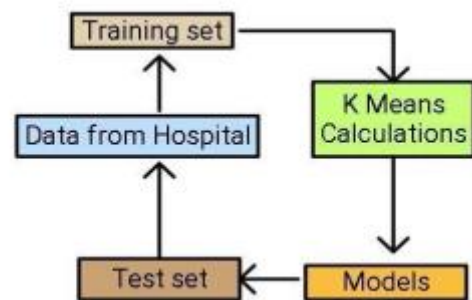 Training set
K Means
Calculations
Data from Hospital
Test set
Models